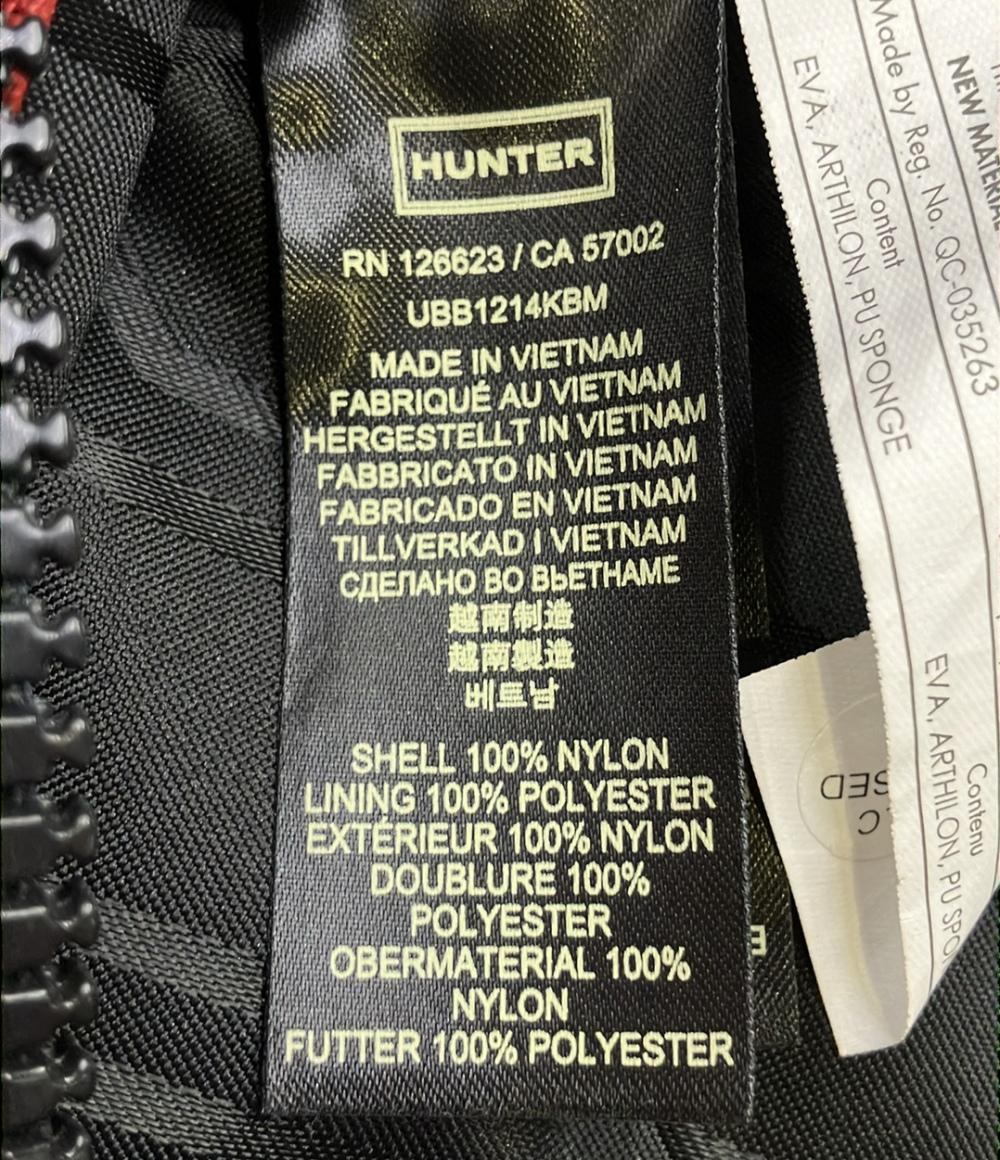 HUNTER
RN 126623 / CA 57002
UBB1214KBM
MADE IN VIETNAM
FABRIQUÉ AU VIETNAM
HERGESTELLT IN VIETNAM
FABBRICATO IN VIETNAM
FABRICADO EN VIETNAM
TILLVERKAD I VIETNAM
СДЕЛАНО ВО ВЬЕТНАМЕ
越南制造
越南製造
베트남
SHELL 100% NYLON
LINING 100% POLYESTER
EXTÉRIEUR 100% NYLON
DOUBLURE 100%
POLYESTER
OBERMATERIAL 100%
NYLON
FUTTER 100% POLYESTER
NEW MATERIAL
Made by Reg. No. QC-035263
Content
EVA, ARTHILON, PU SPONGE
Contenu
EVA, ARTHILON, PU SPO